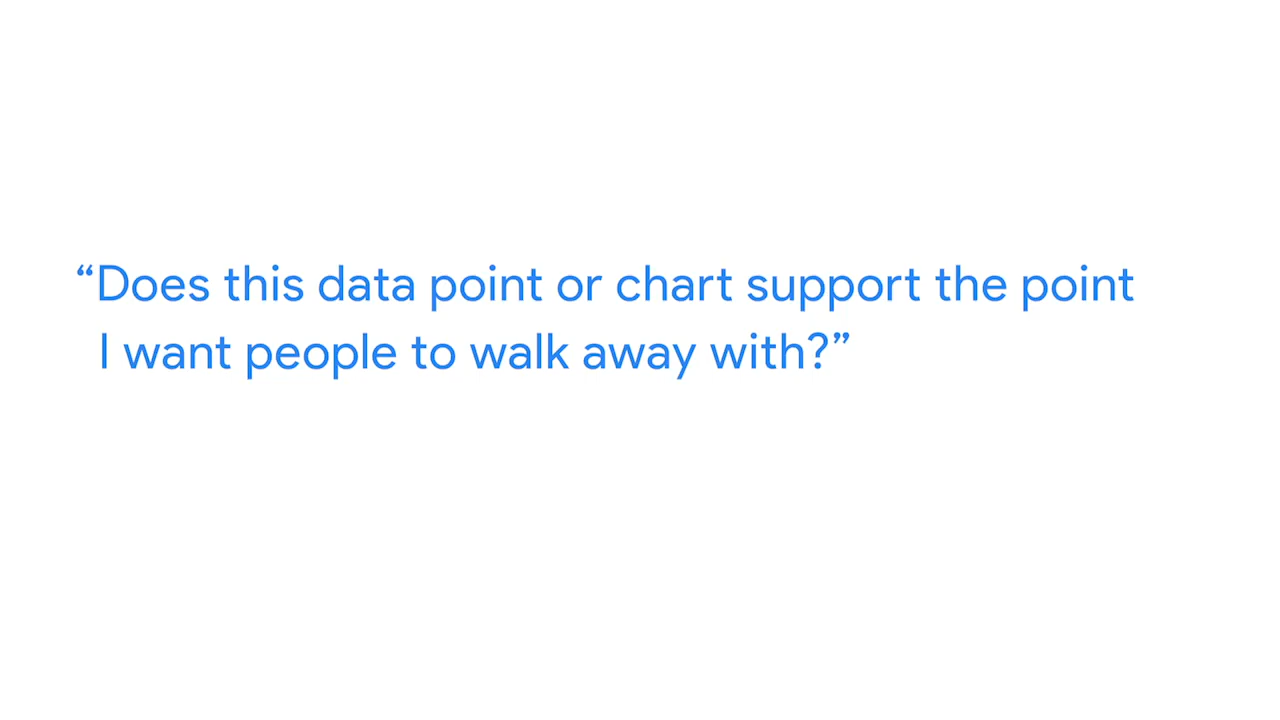 “Does this data point or chart support the point
I want people to walk away with?”